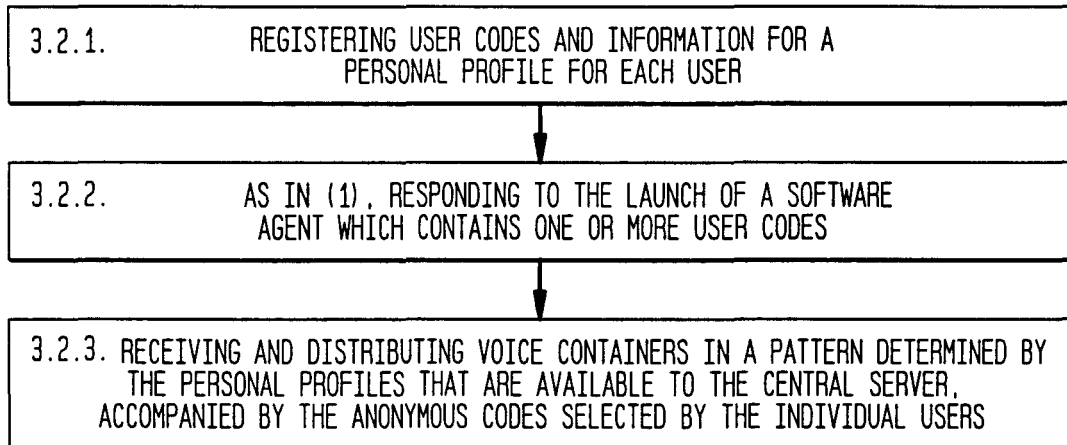 3.2.1. REGISTERING USER CODES AND INFORMATION FOR A
PERSONAL PROFILE FOR EACH USER
3.2.2. AS IN (1), RESPONDING TO THE LAUNCH OF A SOFTWARE
AGENT WHICH CONTAINS ONE OR MORE USER CODES
3.2.3. RECEIVING AND DISTRIBUTING VOICE CONTAINERS IN A PATTERN DETERMINED BY
THE PERSONAL PROFILES THAT ARE AVAILABLE TO THE CENTRAL SERVER,
ACCOMPANIED BY THE ANONYMOUS CODES SELECTED BY THE INDIVIDUAL USERS